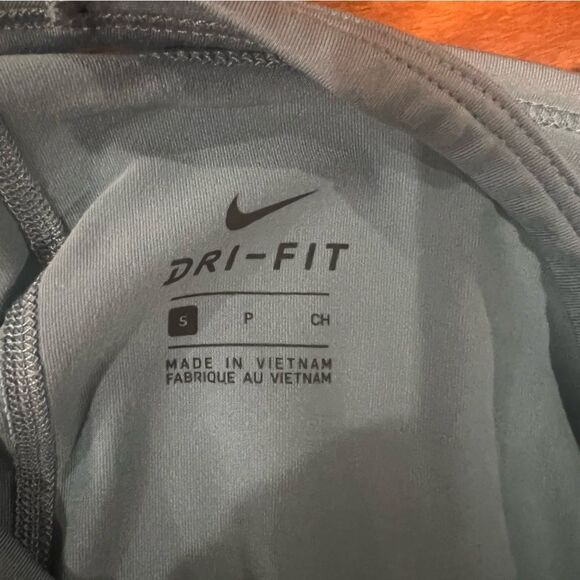 DRI-FIT
S P CH
MADE IN VIETNAM
FABRIQUE AU VIETNAM